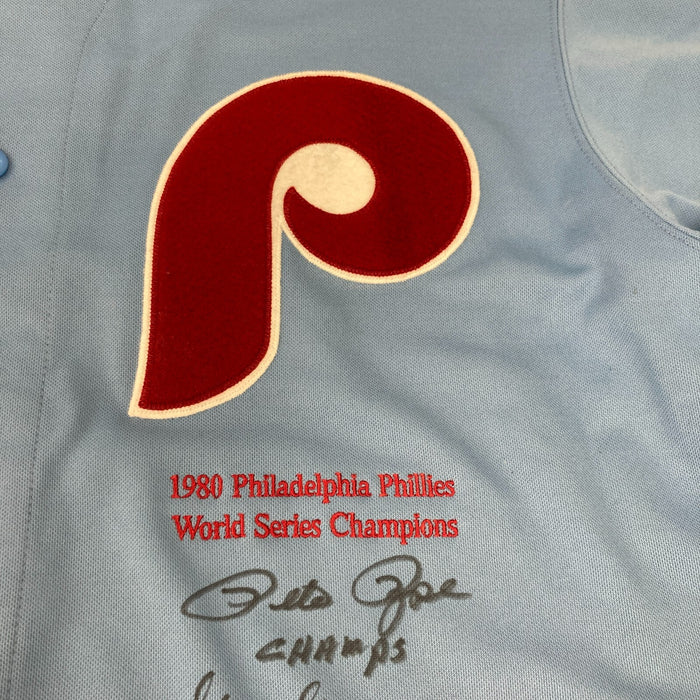 P
1980 Philadelphia Phillies
World Series Champions
Pete Rose
CHAMPS